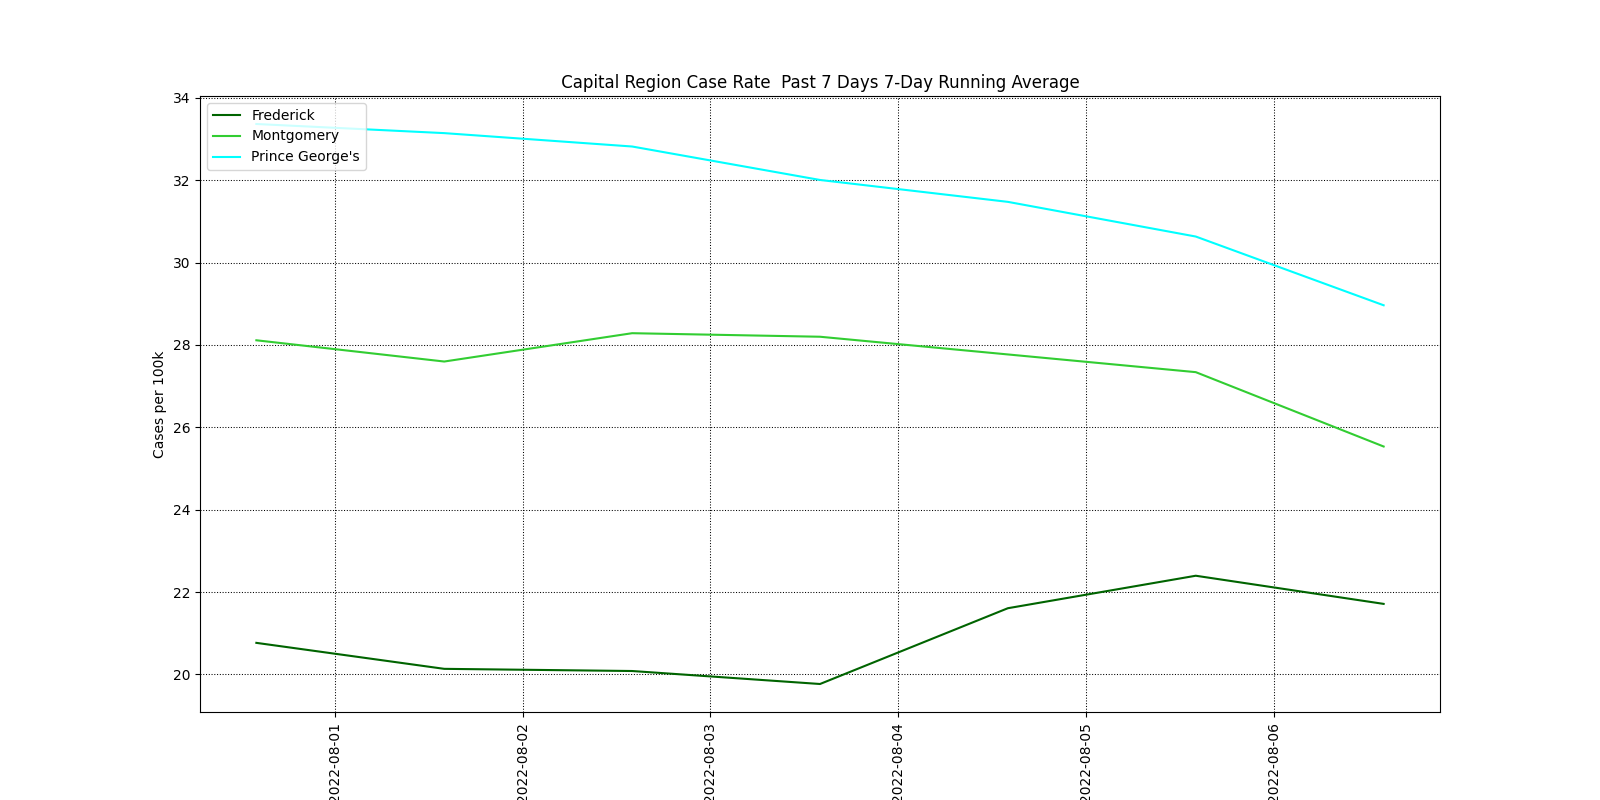 Capital Region Case Rate  Past 7 Days 7-Day Running Average
Frederick
Montgomery
Prince George's
Cases per 100k
34
32
30
28
26
24
22
20
2022-08-01
2022-08-02
2022-08-03
2022-08-04
2022-08-05
2022-08-06